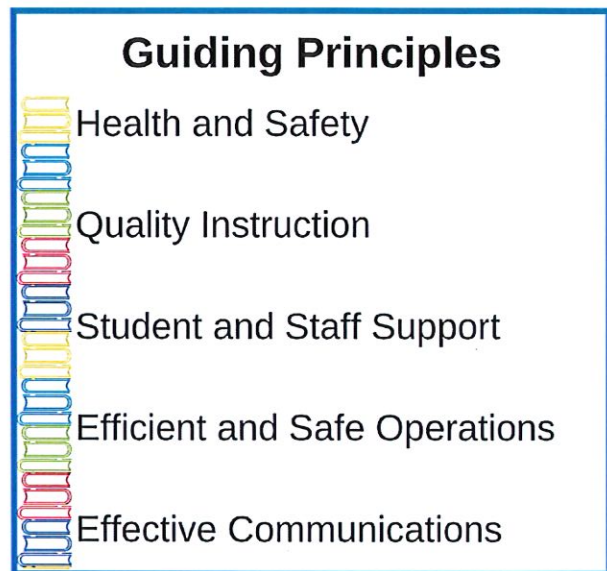 Guiding Principles
Health and Safety
Quality Instruction
Student and Staff Support
Efficient and Safe Operations
Effective Communications